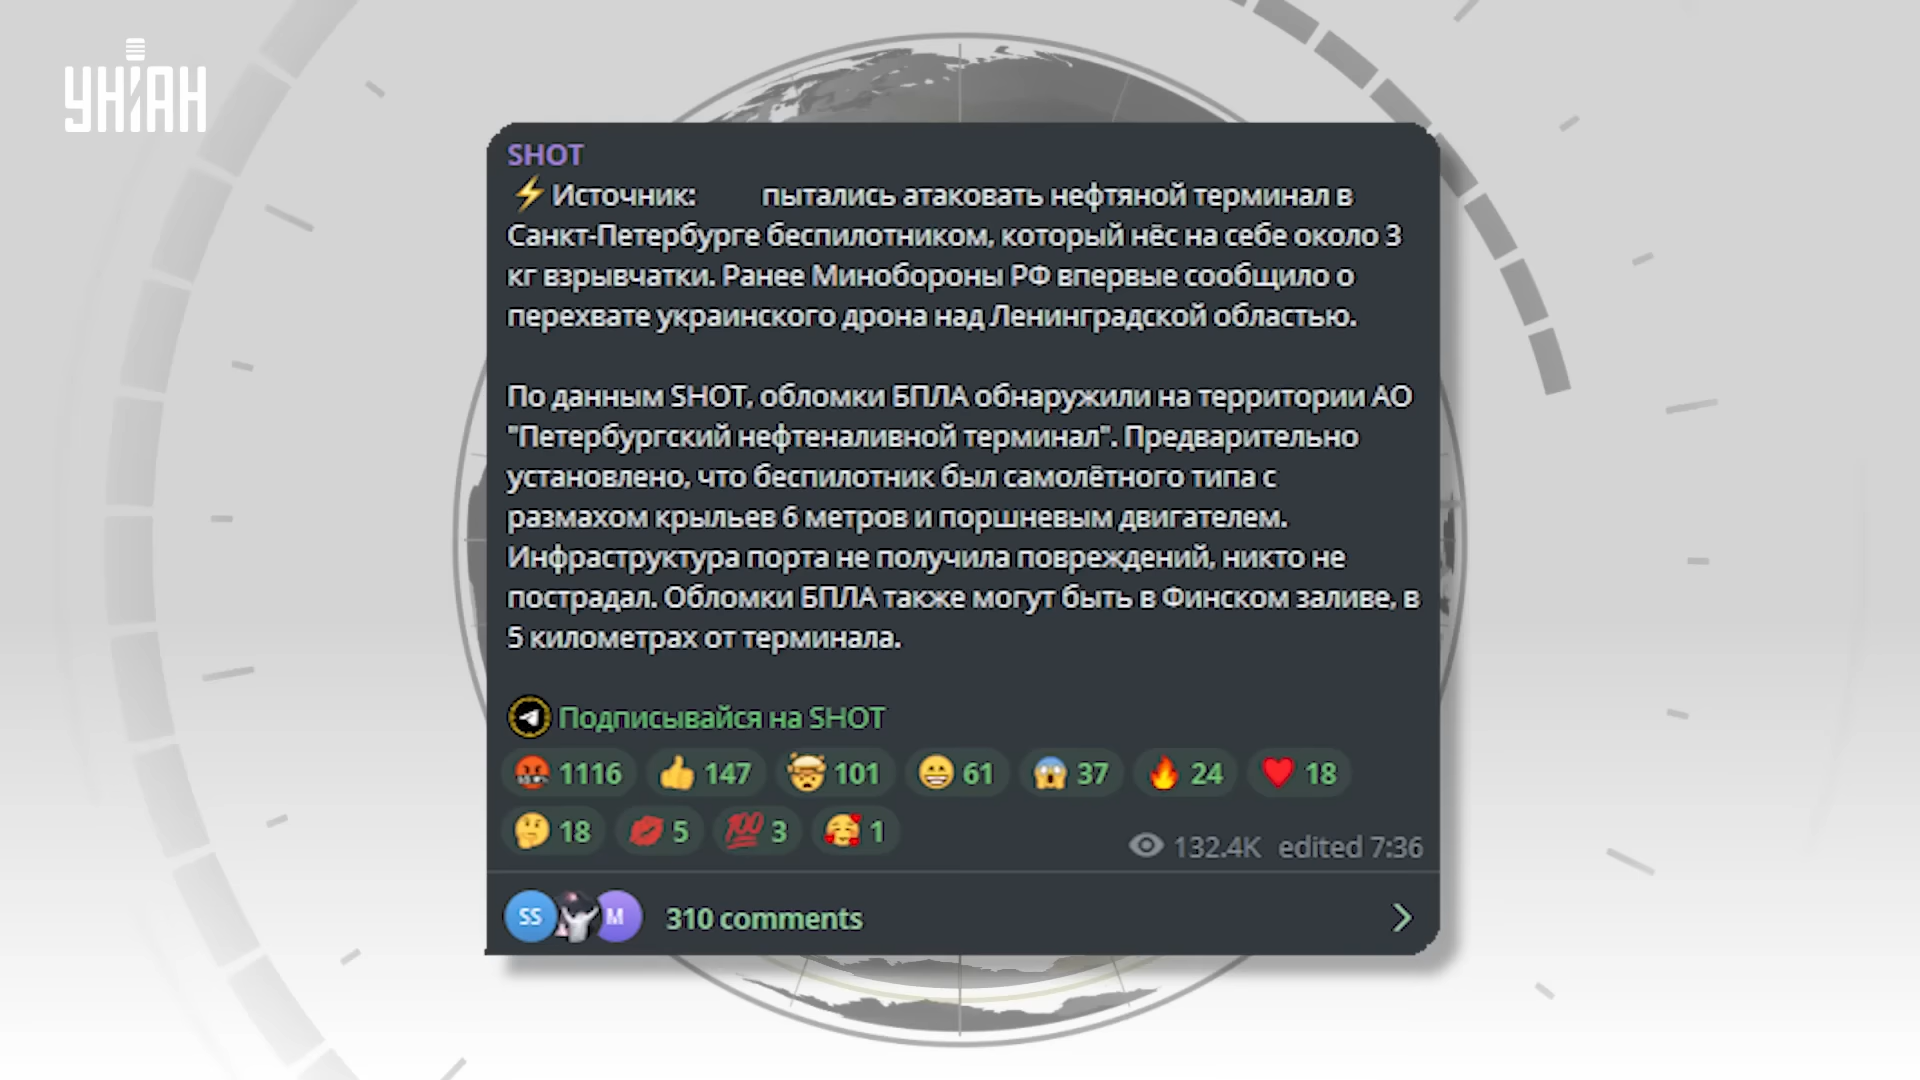 УНІАН
SHOT
⚡Источник: пытались атаковать нефтяной терминал в
Санкт-Петербурге беспилотником, который нёс на себе около 3
кг взрывчатки. Ранее Минобороны РФ впервые сообщило о
перехвате украинского дрона над Ленинградской областью.
По данным SHOT, обломки БПЛА обнаружили на территории АО
"Петербургский нефтеналивной терминал". Предварительно
установлено, что беспилотник был самолётного типа с
размахом крыльев 6 метров и поршневым двигателем.
Инфраструктура порта не получила повреждений, никто не
пострадал. Обломки БПЛА также могут быть в Финском заливе, в
5 километрах от терминала.
Подписывайся на SHOT
1116 147 101 61 37 24 18
18 5 3 1 132.4K edited 7:36
SS M 310 comments